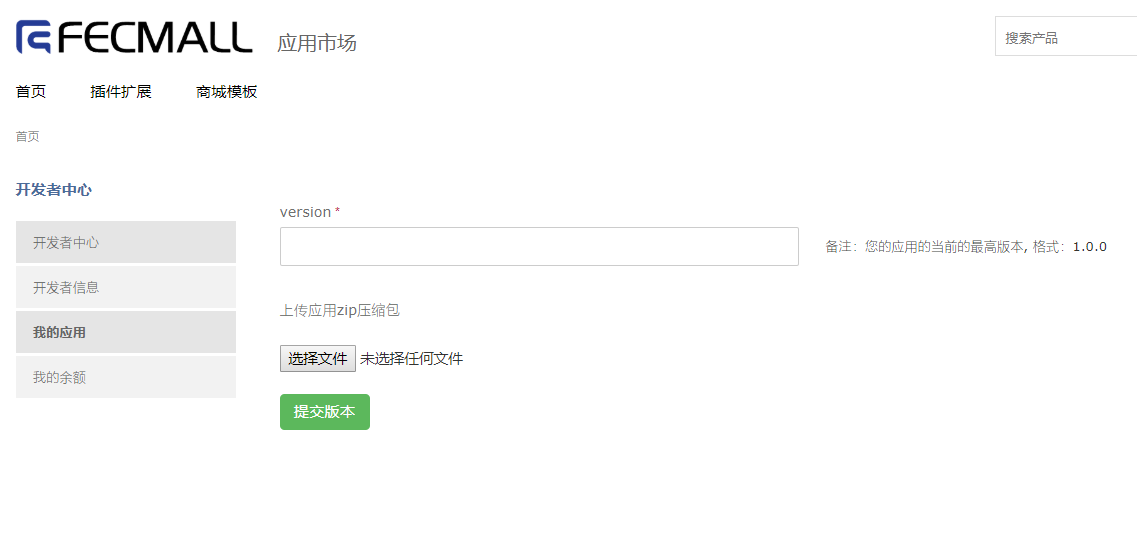 FECMALL 应用市场
搜索产品
首页 插件扩展 商城模板
首页
开发者中心
开发者中心
开发者信息
我的应用
我的余额
version *
备注：您的应用的当前的最高版本, 格式：1.0.0
上传应用zip压缩包
选择文件 未选择任何文件
提交版本